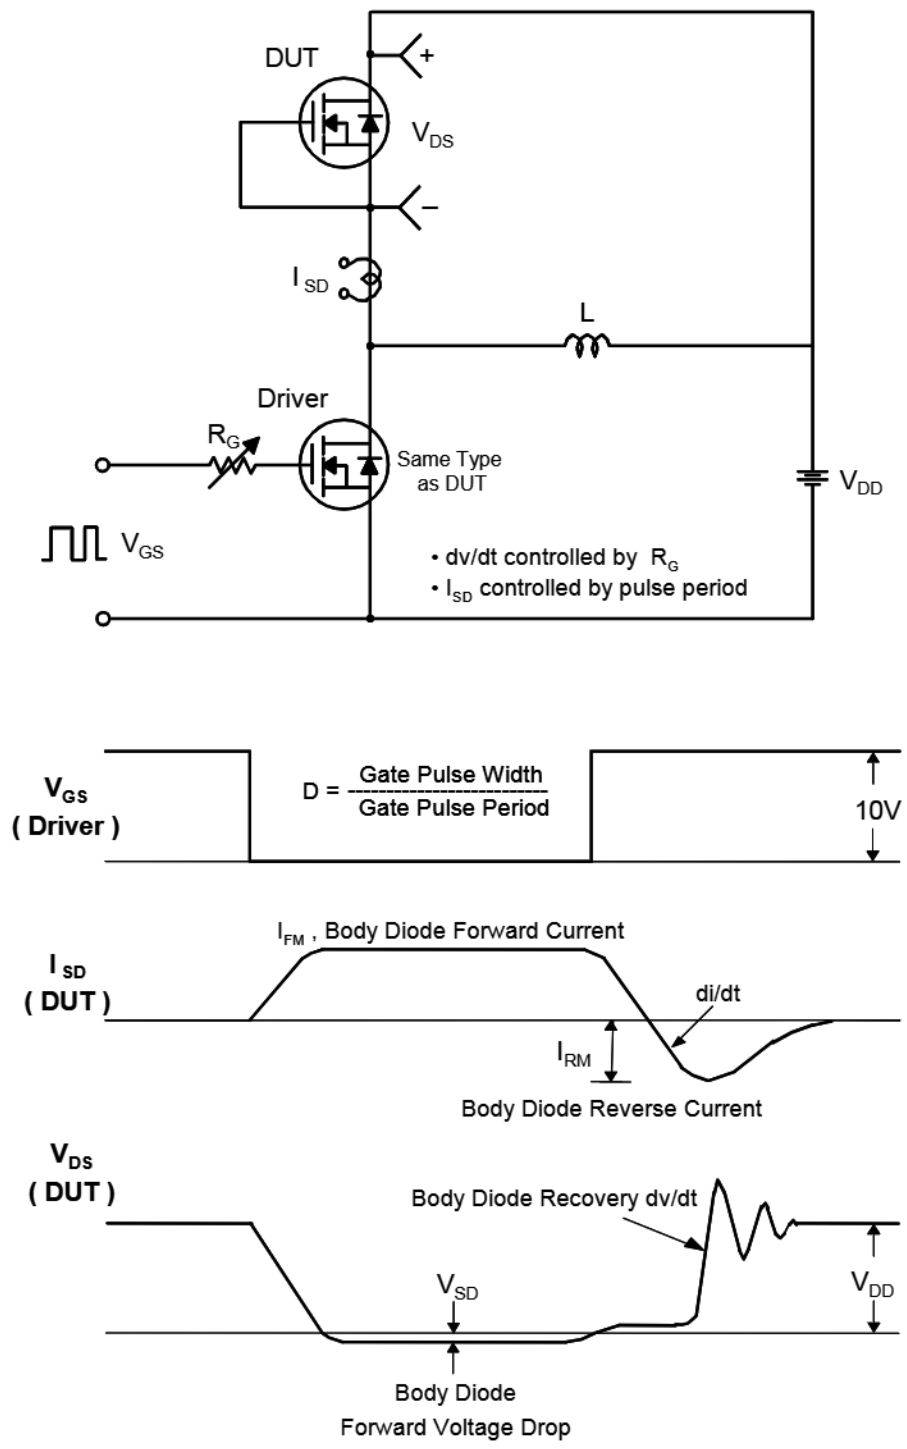 DUT
+
V_DS
–
I_SD
L
Driver
R_G
Same Type
as DUT
V_DD
V_GS
• dv/dt controlled by R_G
• I_SD controlled by pulse period
V_GS
( Driver )
D = Gate Pulse Width
Gate Pulse Period
10V
I_FM , Body Diode Forward Current
I_SD
( DUT )
di/dt
I_RM
Body Diode Reverse Current
V_DS
( DUT )
Body Diode Recovery dv/dt
V_SD
V_DD
Body Diode
Forward Voltage Drop